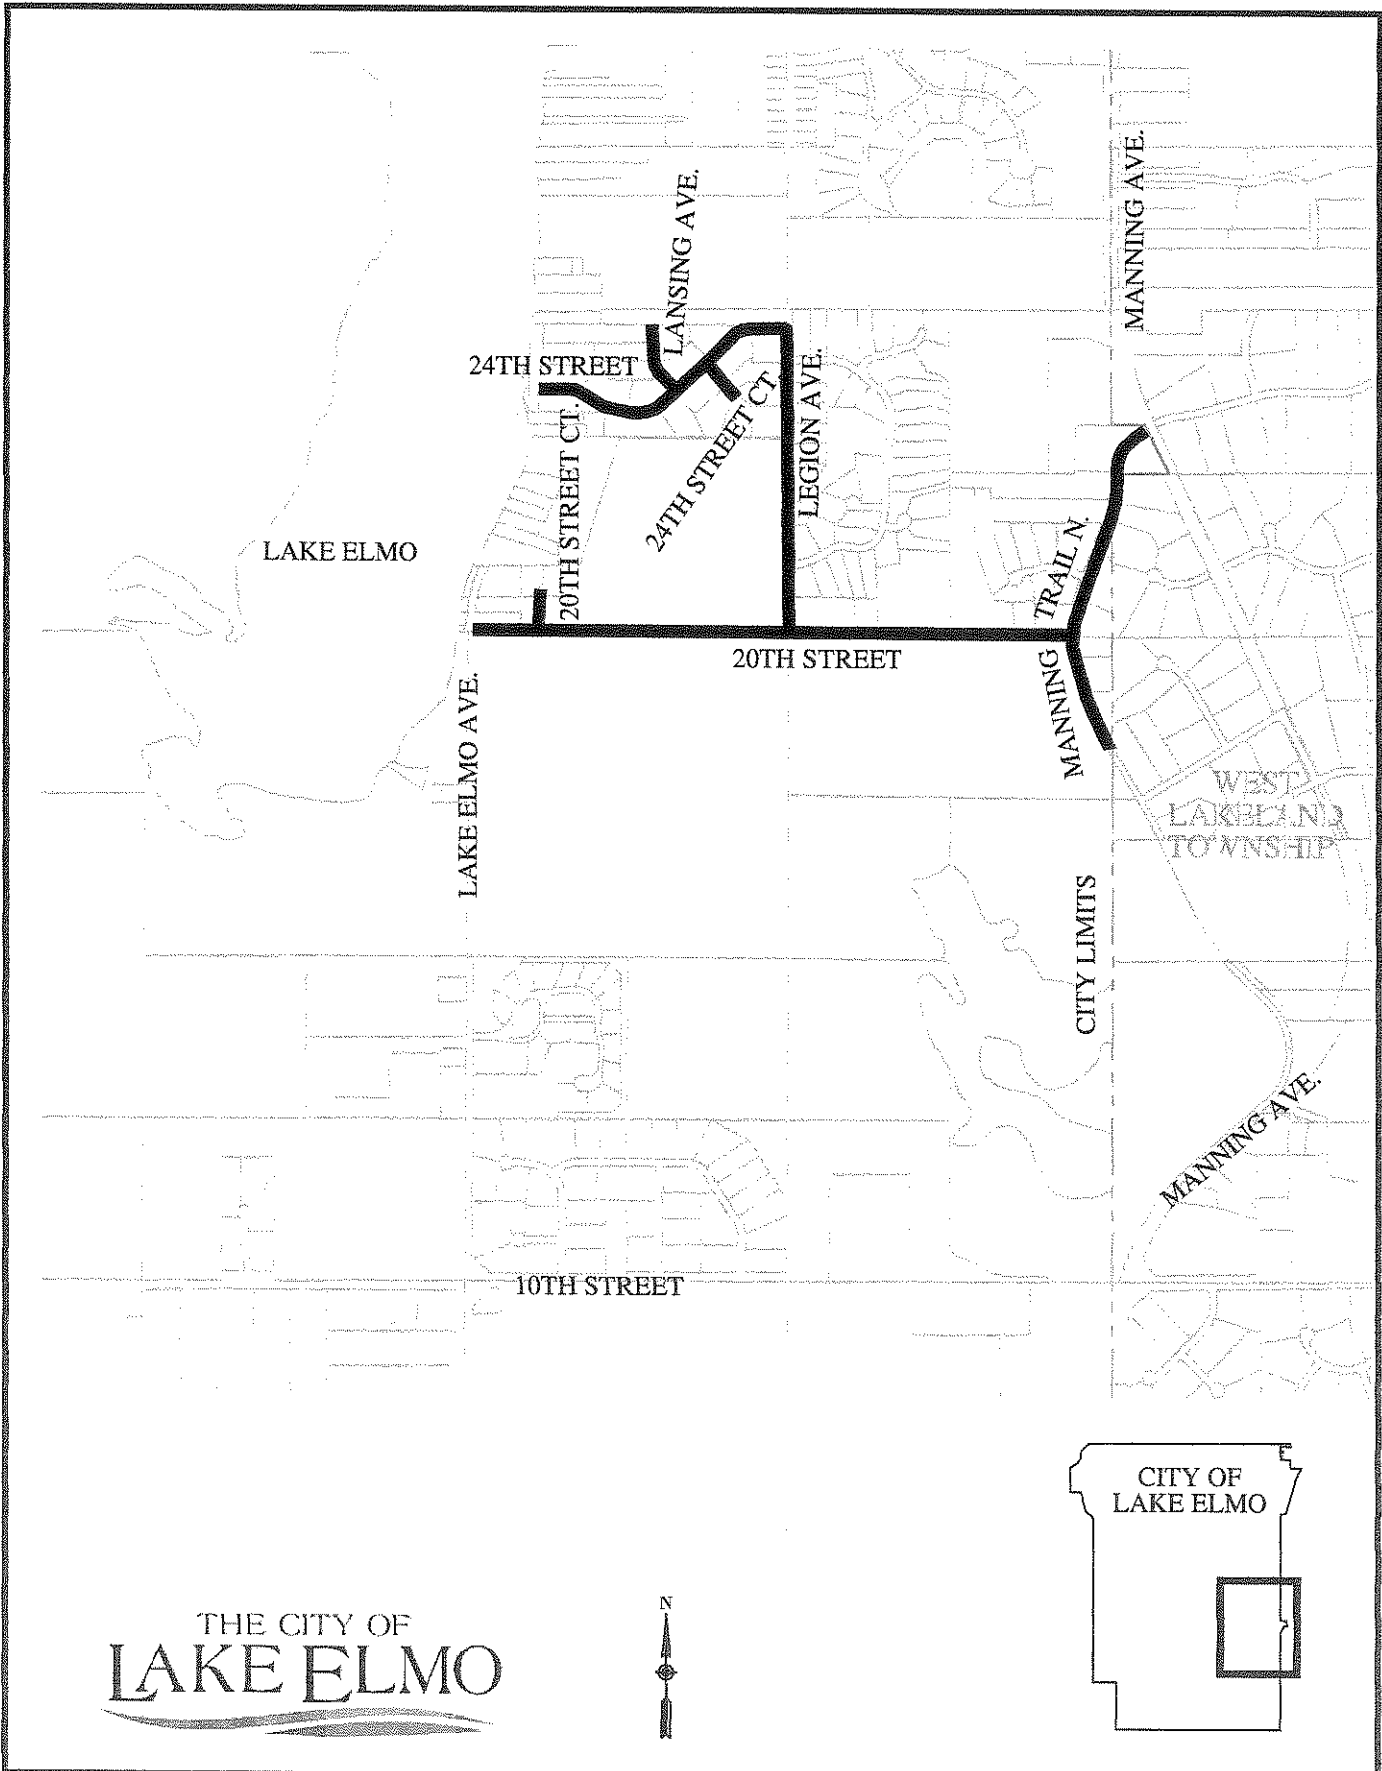 MANNING AVE.
LANSING AVE.
24TH STREET
LEGION AVE.
24TH STREET CT.
20TH STREET CT.
LAKE ELMO
MANNING TRAIL N.
20TH STREET
LAKE ELMO AVE.
WEST
LAKELAND
TOWNSHIP
CITY LIMITS
MANNING AVE.
10TH STREET
CITY OF
LAKE ELMO
THE CITY OF
LAKE ELMO
N